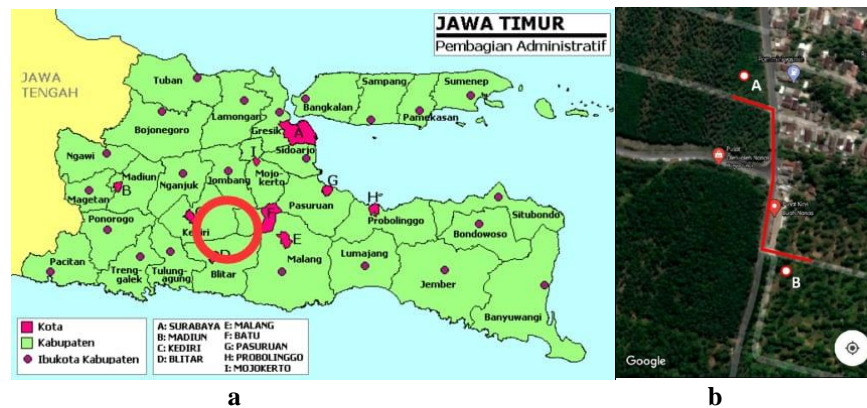 JAWA TIMUR
Pembagian Administratif
JAWA
TENGAH
Tuban
Lamongan
Gresik
Bangkalan
Sampang
Sumenep
Pamekasan
Bojonegoro
A
Sidoarjo
Ngawi
Madiun
B
Magetan
Nganjuk
Jombang
I
Mojo-
kerto
Pasuruan
G
H
Probolinggo
Situbondo
Bondowoso
Ponorogo
Kediri
F
E
D
Pacitan
Treng-
galek
Tulung-
agung
Blitar
Malang
Lumajang
Jember
Banyuwangi
Kota
Kabupaten
Ibukota Kabupaten
A: SURABAYA
B: MADIUN
C: KEDIRI
D: BLITAR
E: MALANG
F: BATU
G: PASURUAN
H: PROBOLINGGO
I: MOJOKERTO
a
A
Pusat
B
Google
b